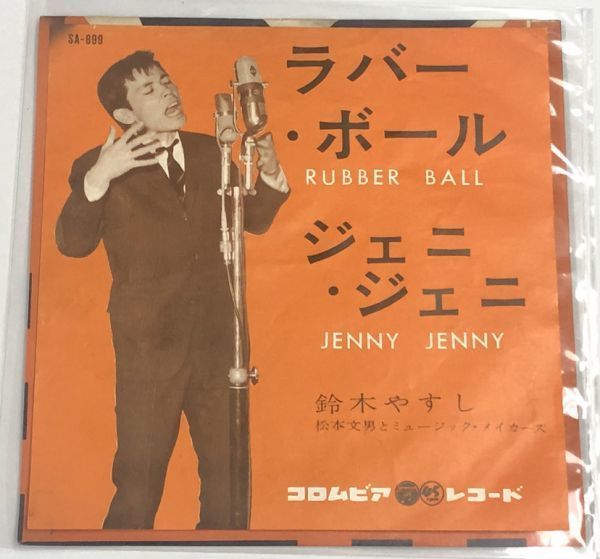 SA-899
ラバー
・ボール
RUBBER BALL
ジェニ
・ジェニ
JENNY JENNY
鈴木やすし
松本文男とミュージック・メイカーズ
コロムビア 45 レコード